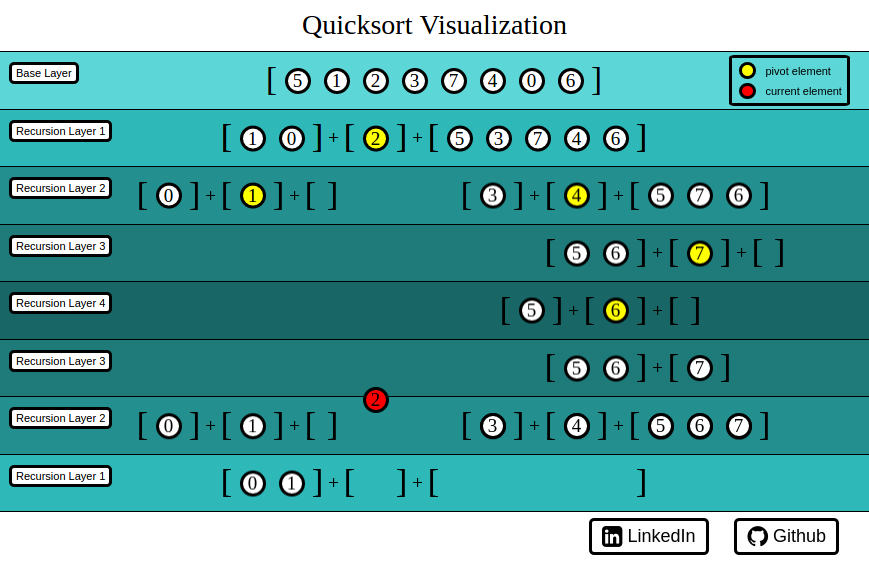 Quicksort Visualization
Base Layer [ 5 1 2 3 7 4 0 6 ]
pivot element
current element
Recursion Layer 1 [ 1 0 ] + [ 2 ] + [ 5 3 7 4 6 ]
Recursion Layer 2 [ 0 ] + [ 1 ] + [ ] [ 3 ] + [ 4 ] + [ 5 7 6 ]
Recursion Layer 3 [ 5 6 ] + [ 7 ] + [ ]
Recursion Layer 4 [ 5 ] + [ 6 ] + [ ]
Recursion Layer 3 [ 5 6 ] + [ 7 ]
2
Recursion Layer 2 [ 0 ] + [ 1 ] + [ ] [ 3 ] + [ 4 ] + [ 5 6 7 ]
Recursion Layer 1 [ 0 1 ] + [ ] + [ ]
LinkedIn Github